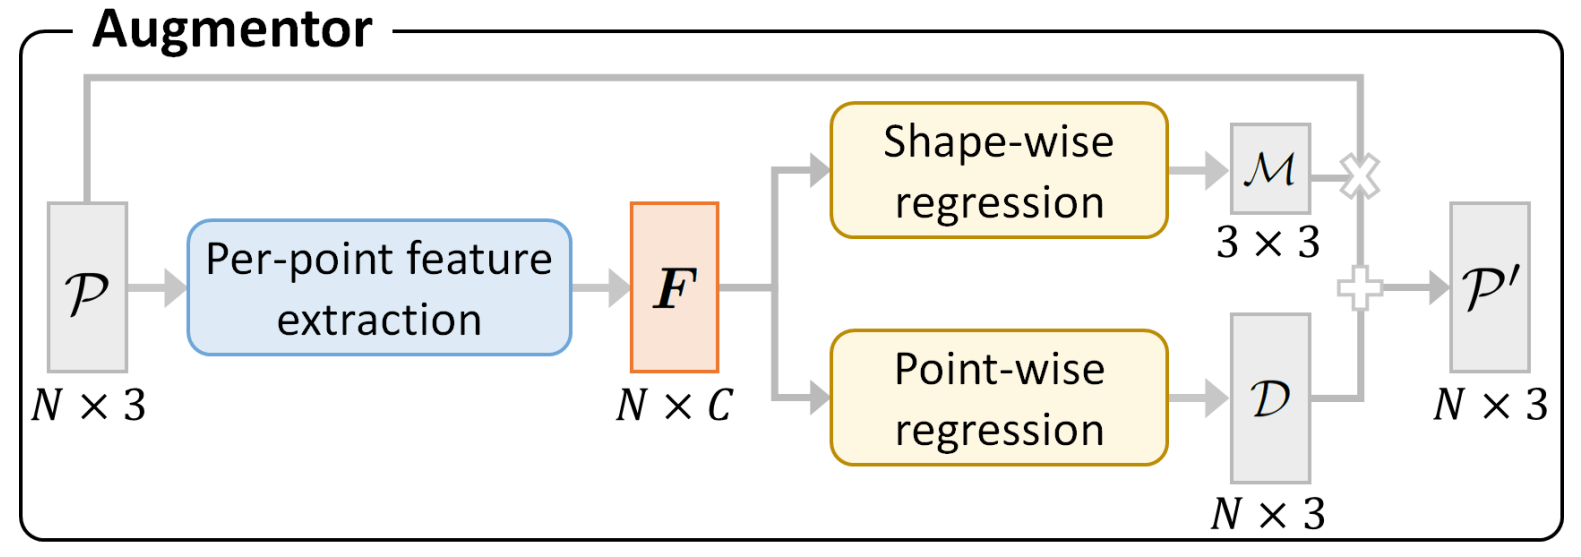 Augmentor
𝒫
N × 3
Per-point feature
extraction
F
N × C
Shape-wise
regression
ℳ
3 × 3
Point-wise
regression
𝒟
N × 3
𝒫′
N × 3